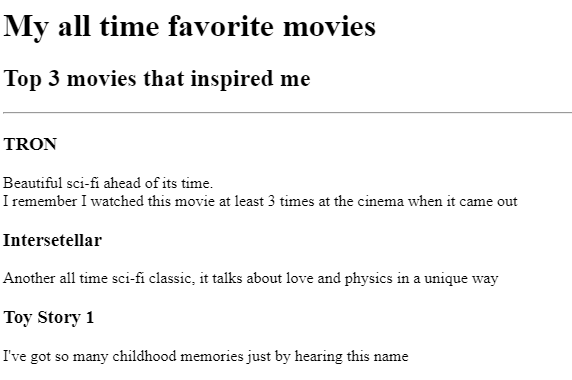 My all time favorite movies
Top 3 movies that inspired me
TRON
Beautiful sci-fi ahead of its time.
I remember I watched this movie at least 3 times at the cinema when it came out
Intersetellar
Another all time sci-fi classic, it talks about love and physics in a unique way
Toy Story 1
I've got so many childhood memories just by hearing this name